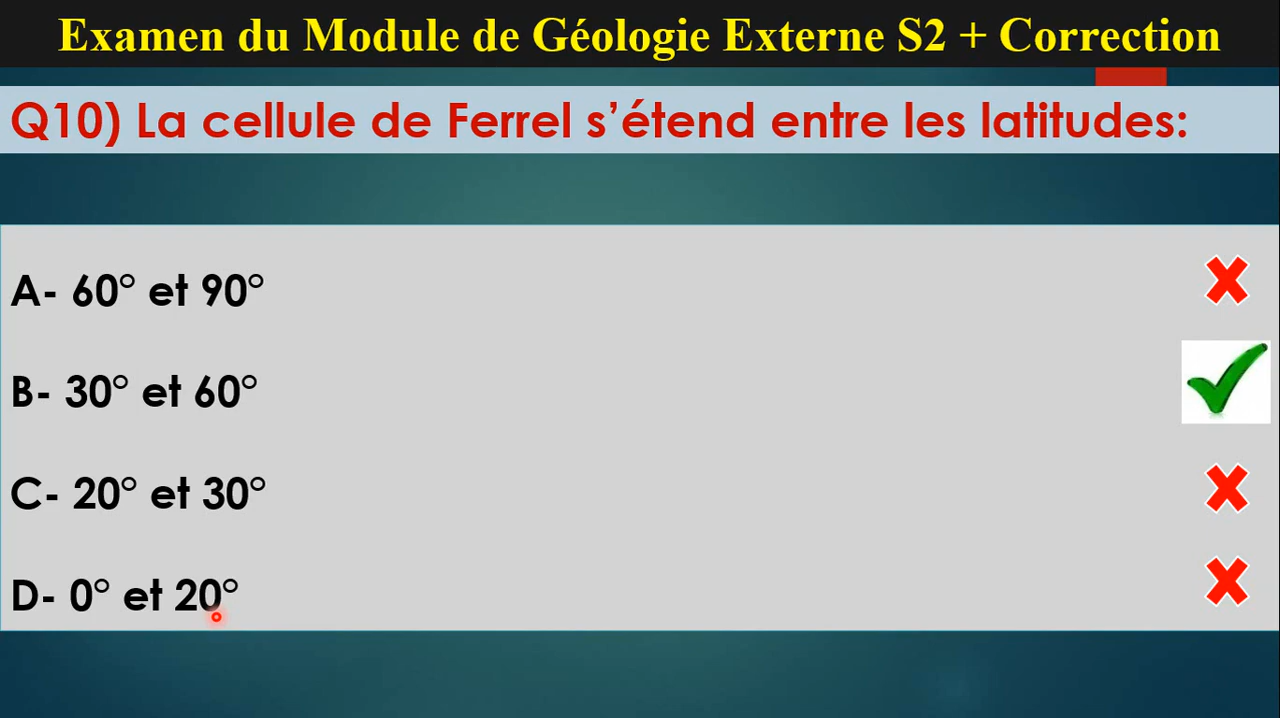 Examen du Module de Géologie Externe S2 + Correction
Q10) La cellule de Ferrel s’étend entre les latitudes:
A- 60° et 90°
B- 30° et 60°
C- 20° et 30°
D- 0° et 20°